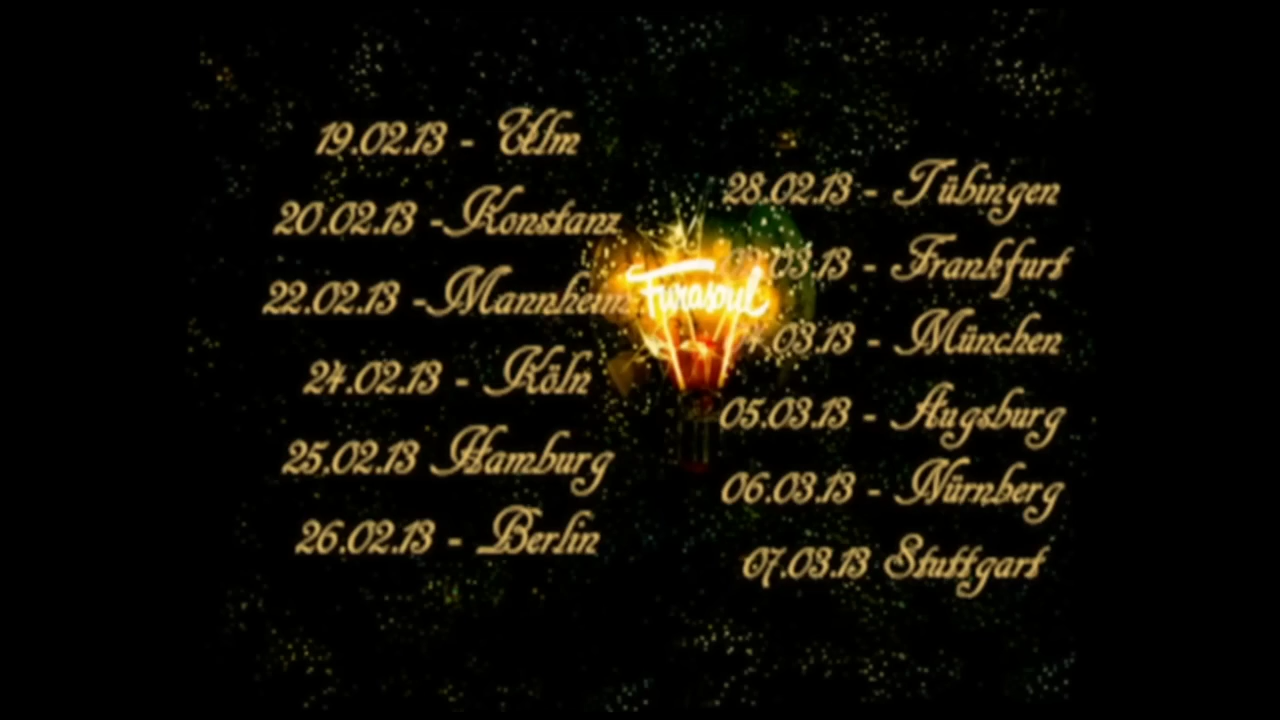 19.02.13 - Ulm
20.02.13 - Konstanz
22.02.13 - Mannheim
24.02.13 - Köln
25.02.13 Hamburg
26.02.13 - Berlin
Furasoul
28.02.13 - Tübingen
03.13 - Frankfurt
03.13 - München
05.03.13 - Augsburg
06.03.13 - Nürnberg
07.03.13 Stuttgart